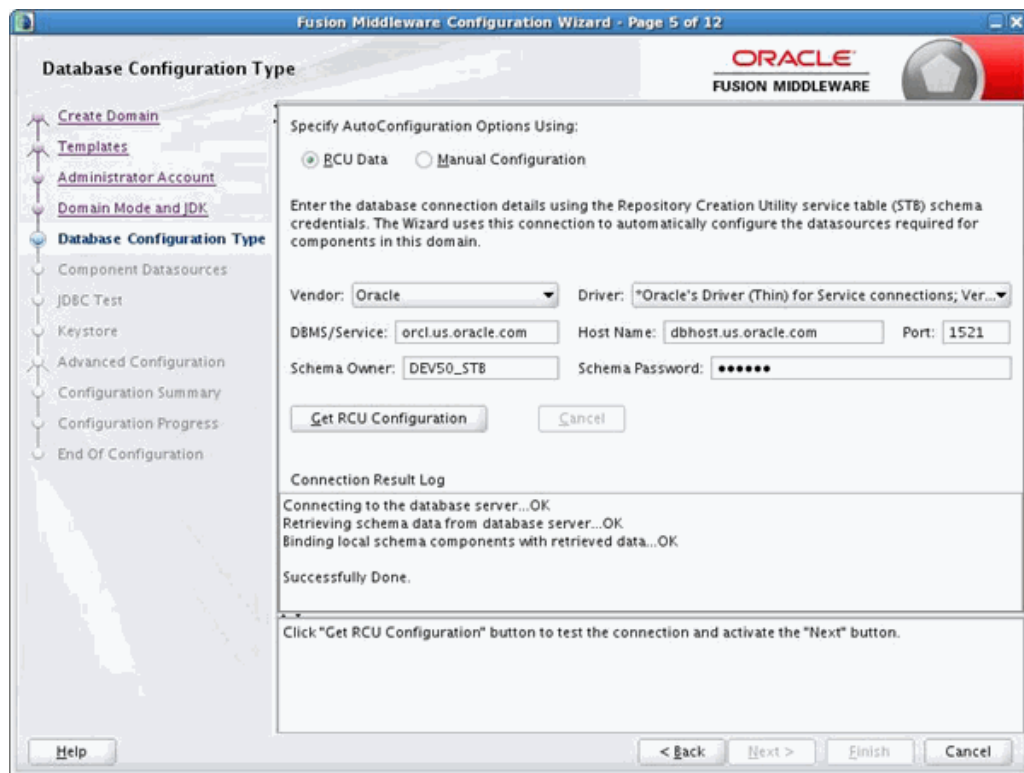 Fusion Middleware Configuration Wizard - Page 5 of 12
Database Configuration Type
ORACLE
FUSION MIDDLEWARE
Create Domain
Templates
Administrator Account
Domain Mode and JDK
Database Configuration Type
Component Datasources
JDBC Test
Keystore
Advanced Configuration
Configuration Summary
Configuration Progress
End Of Configuration
Specify AutoConfiguration Options Using:
RCU Data Manual Configuration
Enter the database connection details using the Repository Creation Utility service table (STB) schema
credentials. The Wizard uses this connection to automatically configure the datasources required for
components in this domain.
Vendor: Oracle Driver: *Oracle's Driver (Thin) for Service connections; Ver...
DBMS/Service: orcl.us.oracle.com Host Name: dbhost.us.oracle.com Port: 1521
Schema Owner: DEV50_STB Schema Password: ●●●●●●
Get RCU Configuration Cancel
Connection Result Log
Connecting to the database server...OK
Retrieving schema data from database server...OK
Binding local schema components with retrieved data...OK
Successfully Done.
Click "Get RCU Configuration" button to test the connection and activate the "Next" button.
Help < Back Next > Finish Cancel